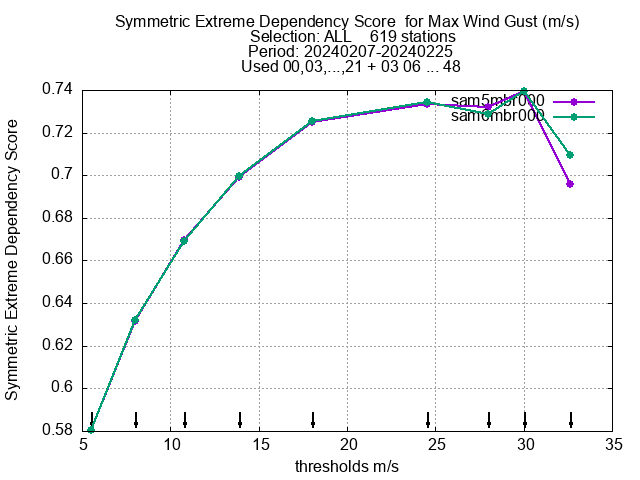 Symmetric Extreme Dependency Score  for Max Wind Gust (m/s)
Selection: ALL    619 stations
Period: 20240207-20240225
Used 00,03,...,21 + 03 06 ... 48
Symmetric Extreme Dependency Score
0.74
0.72
0.7
0.68
0.66
0.64
0.62
0.6
0.58
sam5mbr000
sam6mbr000
5 10 15 20 25 30 35
thresholds m/s